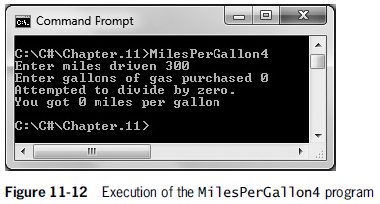 Command Prompt
C:\C#\Chapter.11>MilesPerGallon4
Enter miles driven 300
Enter gallons of gas purchased 0
Attempted to divide by zero.
You got 0 miles per gallon
C:\C#\Chapter.11>
Figure 11-12 Execution of the MilesPerGallon4 program